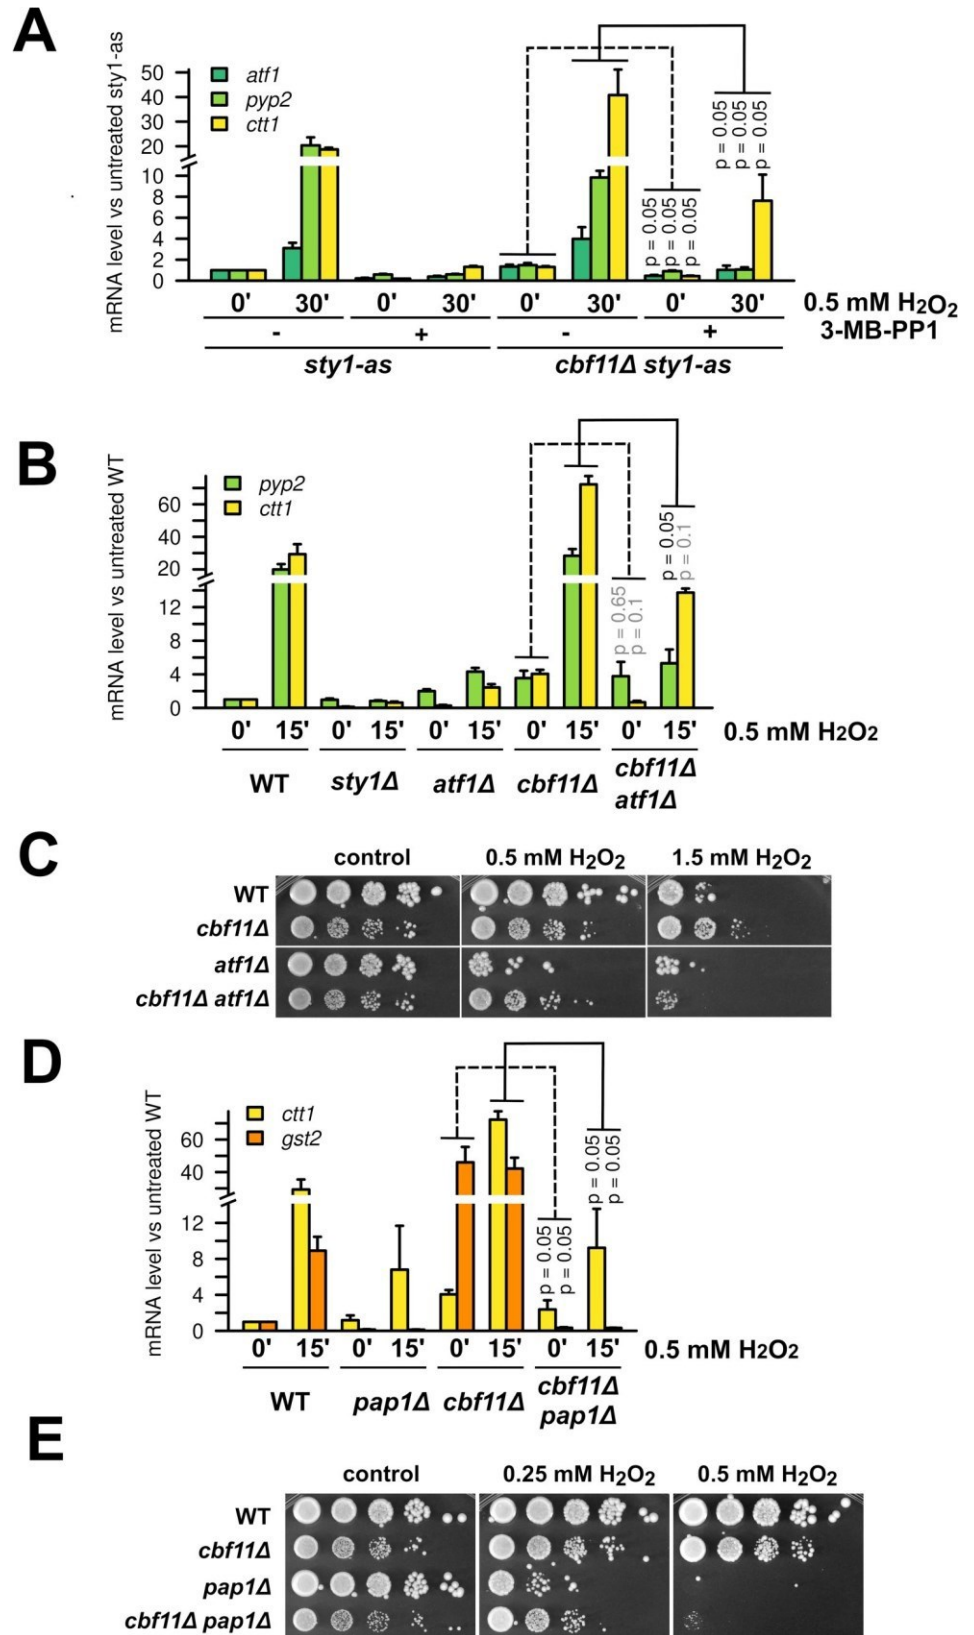 A
mRNA level vs untreated sty1-as
50
40
30
20
10
8
6
4
2
0
atf1
pyp2
ctt1
p = 0.05
p = 0.05
p = 0.05
p = 0.05
p = 0.05
p = 0.05
0' 30' 0' 30' 0' 30' 0' 30' 0.5 mM H2O2
- + - + 3-MB-PP1
sty1-as cbf11Δ sty1-as
B
mRNA level vs untreated WT
60
40
20
12
8
4
0
pyp2
ctt1
p = 0.65
p = 0.1
p = 0.05
p = 0.1
0' 15' 0' 15' 0' 15' 0' 15' 0' 15' 0.5 mM H2O2
WT sty1Δ atf1Δ cbf11Δ cbf11Δ
atf1Δ
C
control 0.5 mM H2O2 1.5 mM H2O2
WT
cbf11Δ
atf1Δ
cbf11Δ atf1Δ
D
mRNA level vs untreated WT
60
40
12
8
4
0
ctt1
gst2
p = 0.05
p = 0.05
p = 0.05
p = 0.05
0' 15' 0' 15' 0' 15' 0' 15' 0.5 mM H2O2
WT pap1Δ cbf11Δ cbf11Δ
pap1Δ
E
control 0.25 mM H2O2 0.5 mM H2O2
WT
cbf11Δ
pap1Δ
cbf11Δ pap1Δ